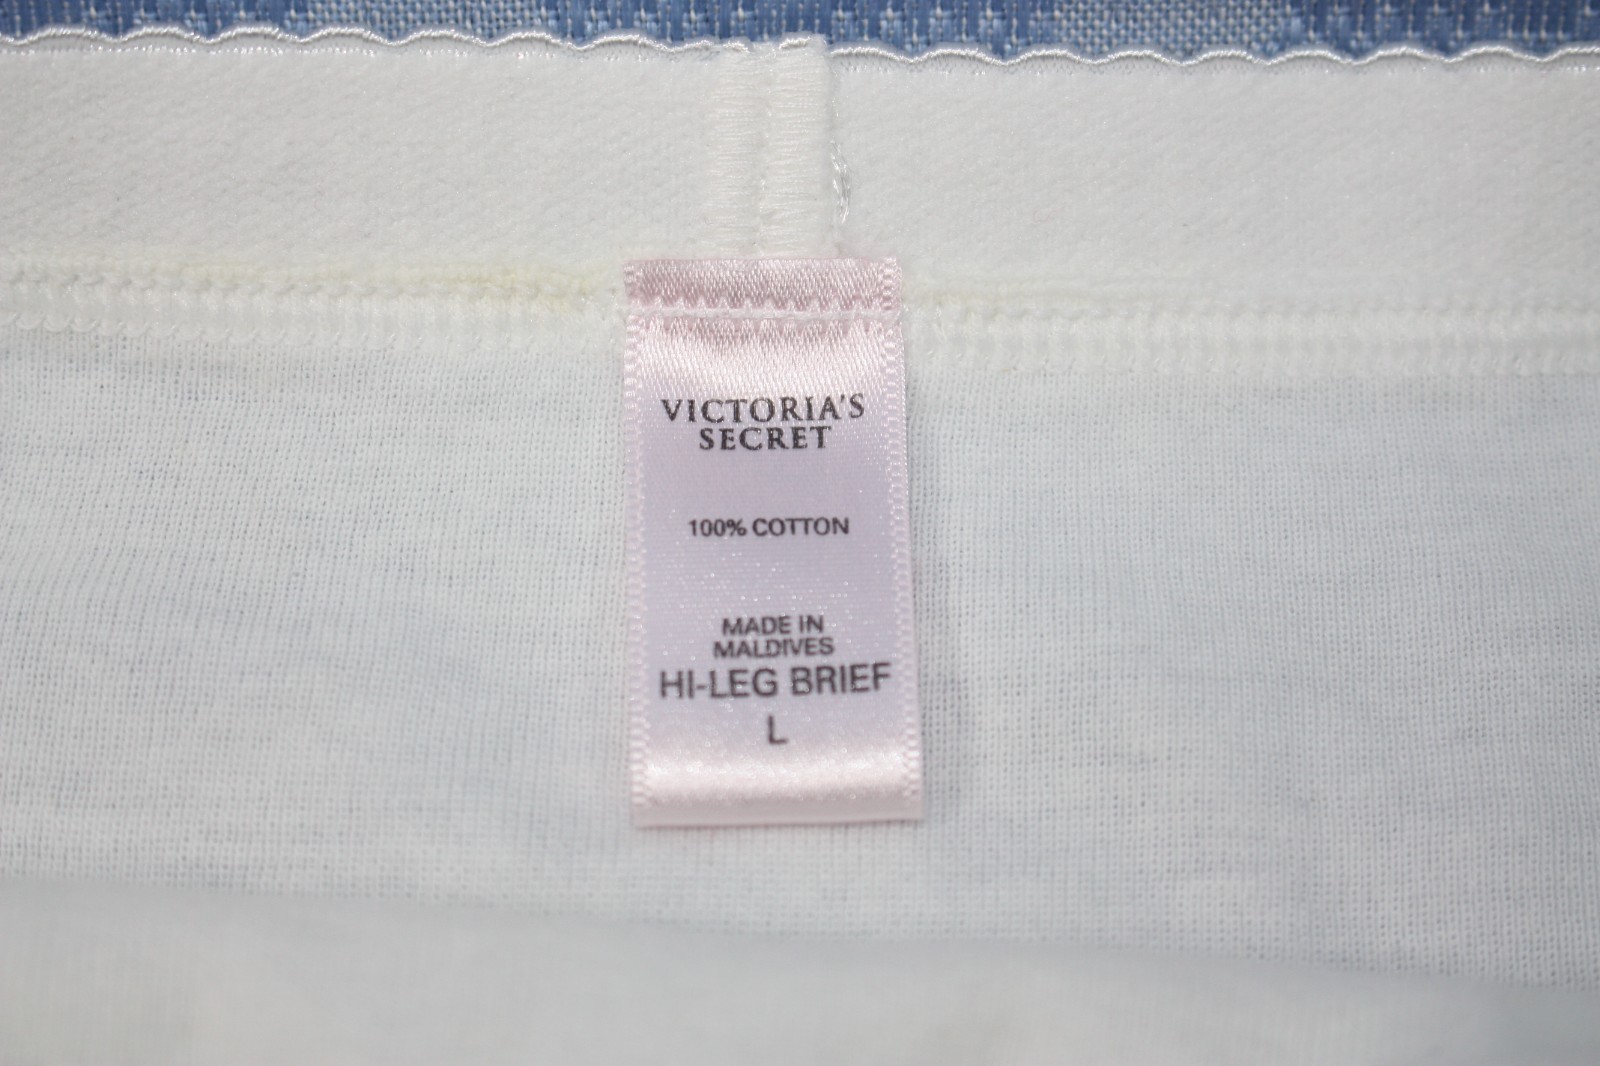 VICTORIA'S
SECRET
100% COTTON
MADE IN
MALDIVES
HI-LEG BRIEF
L